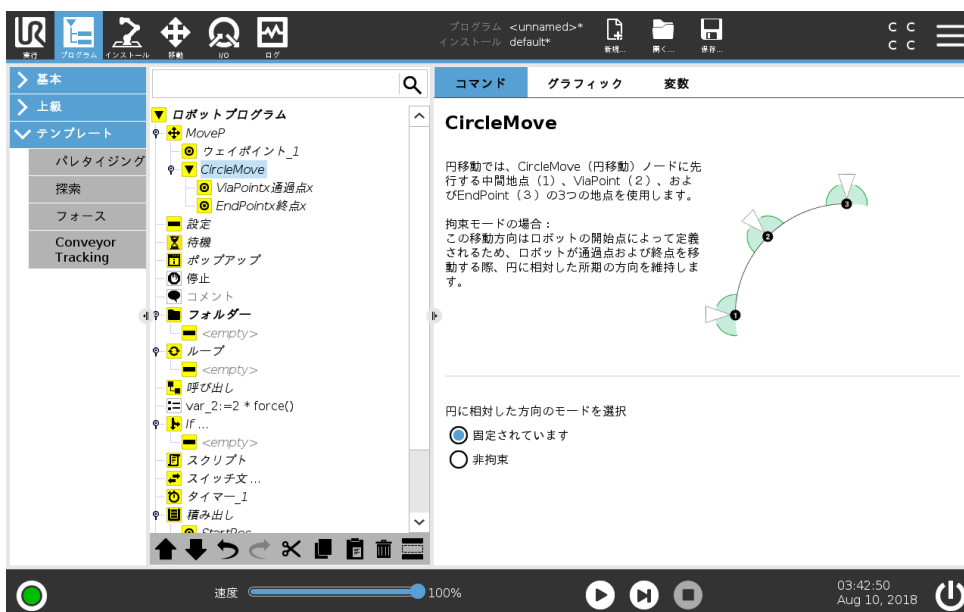 UR
実行
プログラム
インストール
移動
I/O
ログ
プログラム <unnamed>*
インストール default*
新規...
開く...
保存...
C C
C C
基本
上級
テンプレート
パレタイジング
探索
フォース
Conveyor
Tracking
ロボットプログラム
MoveP
ウェイポイント_1
CircleMove
ViaPointx通過点x
EndPointx終点x
設定
待機
ポップアップ
停止
コメント
フォルダー
<empty>
ループ
<empty>
呼び出し
var_2:=2 * force()
If ...
<empty>
スクリプト
スイッチ文 ...
タイマー_1
積み出し
StartPos
コマンド
グラフィック
変数
CircleMove
円移動では、CircleMove（円移動）ノードに先
行する中間地点（1）、ViaPoint（2）、およ
びEndPoint（3）の3つの地点を使用します。
拘束モードの場合：
この移動方向はロボットの開始点によって定義
されるため、ロボットが通過点および終点を移
動する際、円に相対した所期の方向を維持しま
す。
3
2
1
円に相対した方向のモードを選択
固定されています
非拘束
速度
100%
03:42:50
Aug 10, 2018